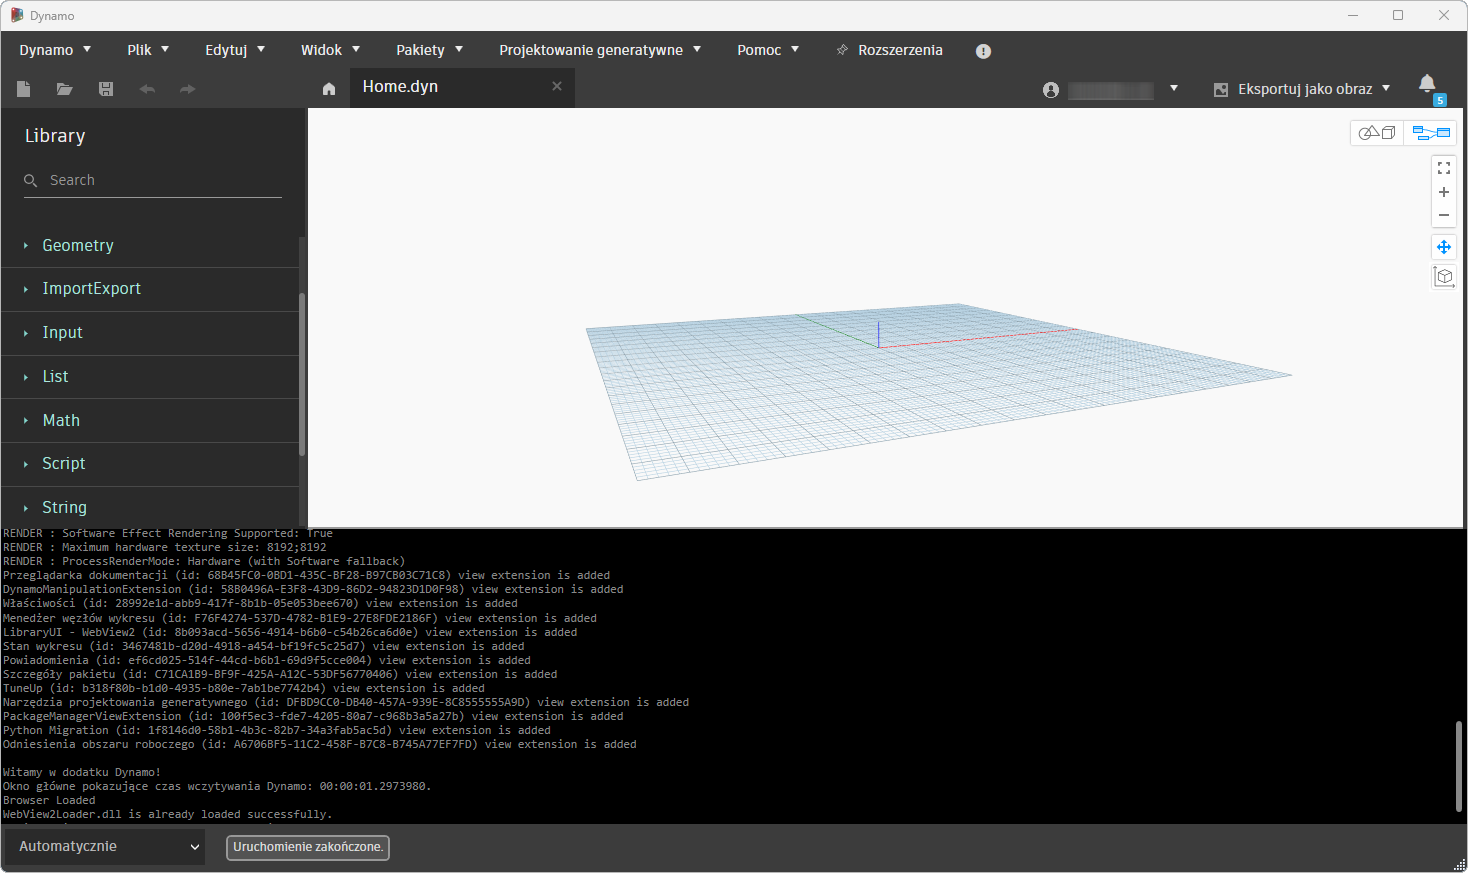 Dynamo
Dynamo Plik Edytuj Widok Pakiety Projektowanie generatywne Pomoc Rozszerzenia
Home.dyn
Eksportuj jako obraz
5
Library
Search
Geometry
ImportExport
Input
List
Math
Script
String
RENDER : Software Effect Rendering Supported: True
RENDER : Maximum hardware texture size: 8192;8192
RENDER : ProcessRenderMode: Hardware (with Software fallback)
Przeglądarka dokumentacji (id: 68B45FC0-0BD1-435C-BF28-B97CB03C71C8) view extension is added
DynamoManipulationExtension (id: 58B0496A-E3F8-43D9-86D2-94823D1D0F98) view extension is added
Właściwości (id: 28992e1d-abb9-417f-8b1b-05e053bee670) view extension is added
Menedżer węzłów wykresu (id: F76F4274-537D-4782-B1E9-27E8FDE2186F) view extension is added
LibraryUI - WebView2 (id: 8b093acd-5656-4914-b6b0-c54b26ca6d0e) view extension is added
Stan wykresu (id: 3467481b-d20d-4918-a454-bf19fc5c25d7) view extension is added
Powiadomienia (id: ef6cd025-514f-44cd-b6b1-69d9f5cce004) view extension is added
Szczegóły pakietu (id: C71CA1B9-BF9F-425A-A12C-53DF56770406) view extension is added
TuneUp (id: b318f80b-b1d0-4935-b80e-7ab1be7742b4) view extension is added
Narzędzia projektowania generatywnego (id: DFBD9CC0-DB40-457A-939E-8C8555555A9D) view extension is added
PackageManagerViewExtension (id: 100f5ec3-fde7-4205-80a7-c968b3a5a27b) view extension is added
Python Migration (id: 1f8146d0-58b1-4b3c-82b7-34a3fab5ac5d) view extension is added
Odniesienia obszaru roboczego (id: A6706BF5-11C2-458F-B7C8-B745A77EF7FD) view extension is added
Witamy w dodatku Dynamo!
Okno główne pokazujące czas wczytywania Dynamo: 00:00:01.2973980.
Browser Loaded
WebView2Loader.dll is already loaded successfully.
Automatycznie
Uruchomienie zakończone.